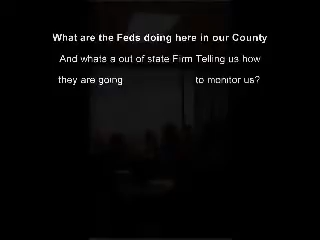 What are the Feds doing here in our County
And whats a out of state Firm Telling us how
they are going to monitor us?